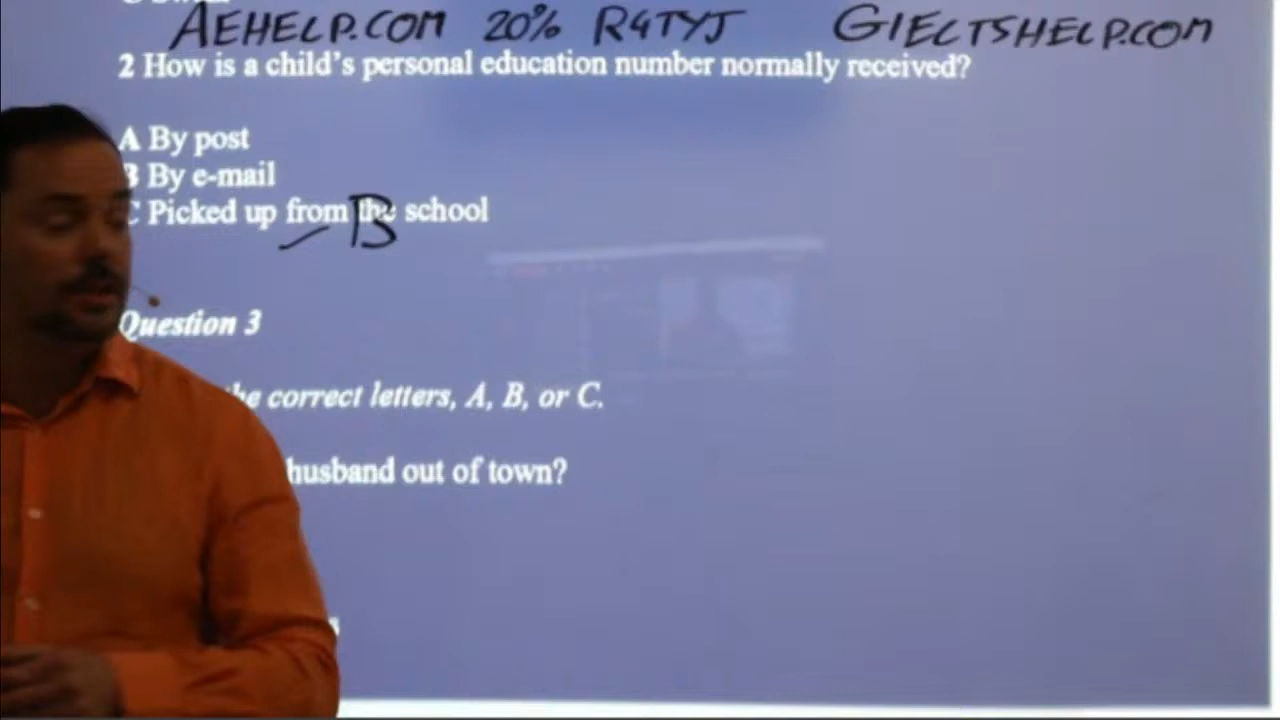 AEHELP.COM 20% R4TYJ GIELTSHELP.COM
2 How is a child's personal education number normally received?
A By post
B By e-mail
C Picked up from the school
B
Question 3
the correct letters, A, B, or C.
husband out of town?